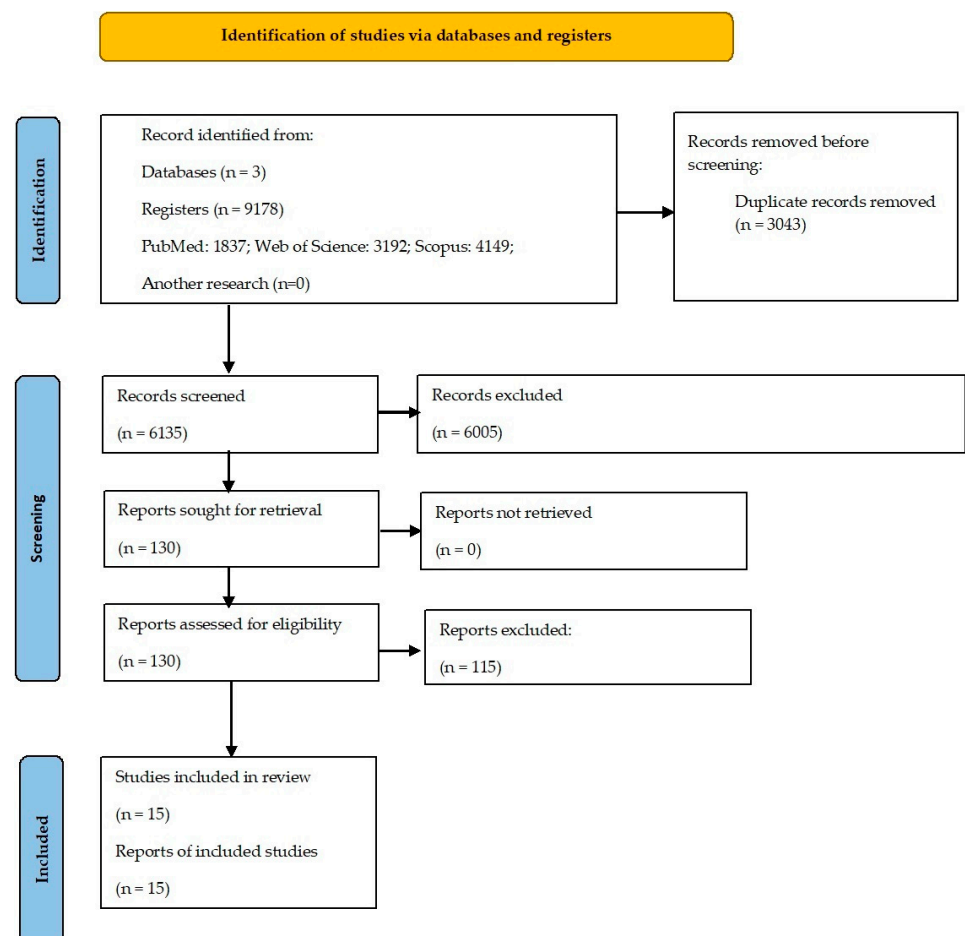 Identification of studies via databases and registers
Identification
Record identified from:
Databases (n = 3)
Registers (n = 9178)
PubMed: 1837; Web of Science: 3192; Scopus: 4149;
Another research (n=0)
Records removed before
screening:
Duplicate records removed
(n = 3043)
Screening
Records screened
(n = 6135)
Records excluded
(n = 6005)
Reports sought for retrieval
(n = 130)
Reports not retrieved
(n = 0)
Reports assessed for eligibility
(n = 130)
Reports excluded:
(n = 115)
Included
Studies included in review
(n = 15)
Reports of included studies
(n = 15)